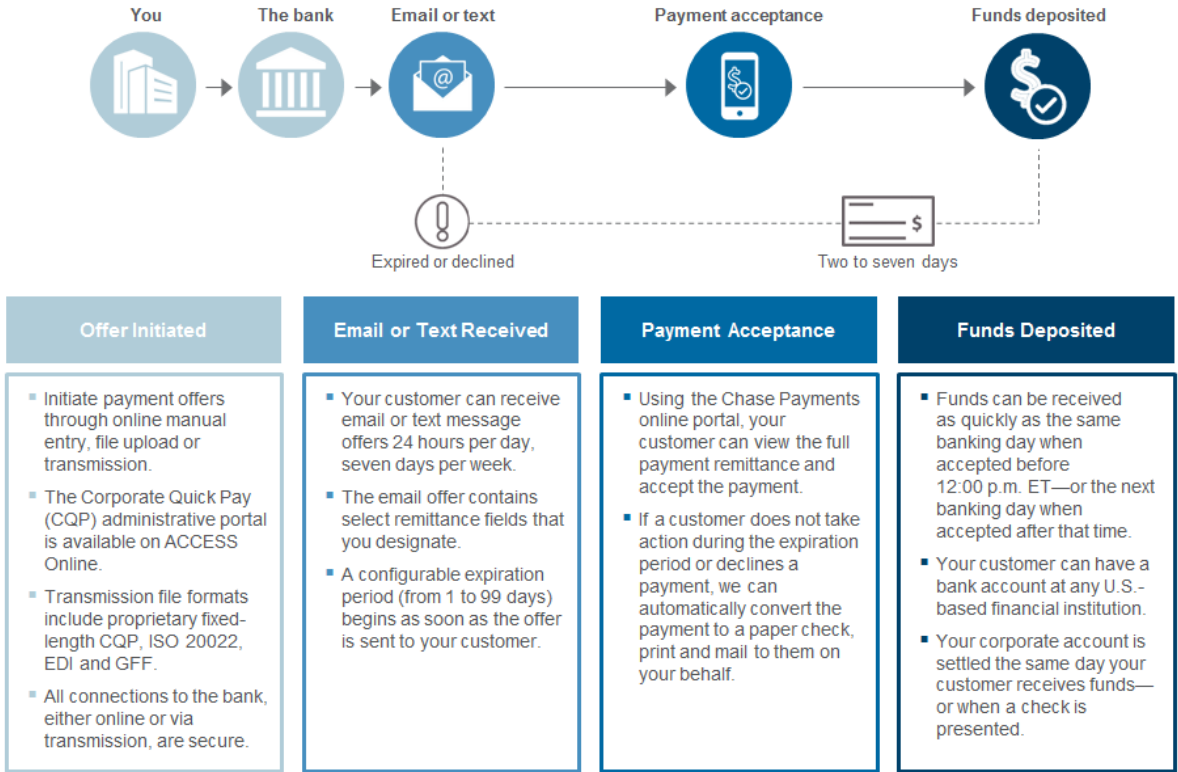 You
The bank
Email or text
Payment acceptance
Funds deposited
@
$
$
$
Expired or declined
Two to seven days
Offer Initiated
Initiate payment offers
through online manual
entry, file upload or
transmission.
The Corporate Quick Pay
(CQP) administrative portal
is available on ACCESS
Online.
Transmission file formats
include proprietary fixed-
length CQP, ISO 20022,
EDI and GFF.
All connections to the bank,
either online or via
transmission, are secure.
Email or Text Received
Your customer can receive
email or text message
offers 24 hours per day,
seven days per week.
The email offer contains
select remittance fields that
you designate.
A configurable expiration
period (from 1 to 99 days)
begins as soon as the offer
is sent to your customer.
Payment Acceptance
Using the Chase Payments
online portal, your
customer can view the full
payment remittance and
accept the payment.
If a customer does not take
action during the expiration
period or declines a
payment, we can
automatically convert the
payment to a paper check,
print and mail to them on
your behalf.
Funds Deposited
Funds can be received
as quickly as the same
banking day when
accepted before
12:00 p.m. ET—or the next
banking day when
accepted after that time.
Your customer can have a
bank account at any U.S.-
based financial institution.
Your corporate account is
settled the same day your
customer receives funds—
or when a check is
presented.